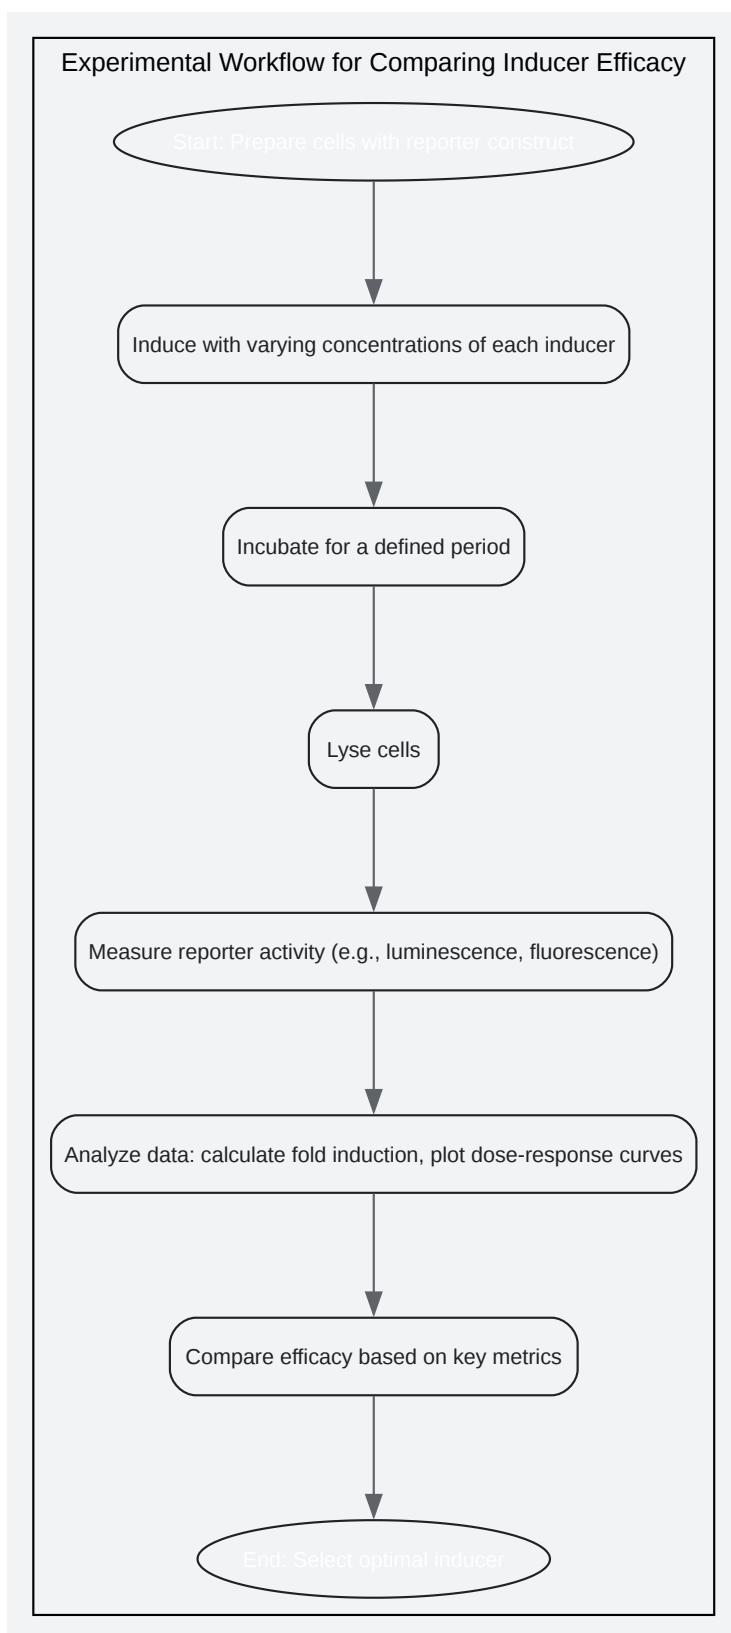 Experimental Workflow for Comparing Inducer Efficacy
Start: Prepare cells with reporter construct
Induce with varying concentrations of each inducer
Incubate for a defined period
Lyse cells
Measure reporter activity (e.g., luminescence, fluorescence)
Analyze data: calculate fold induction, plot dose-response curves
Compare efficacy based on key metrics
End: Select optimal inducer